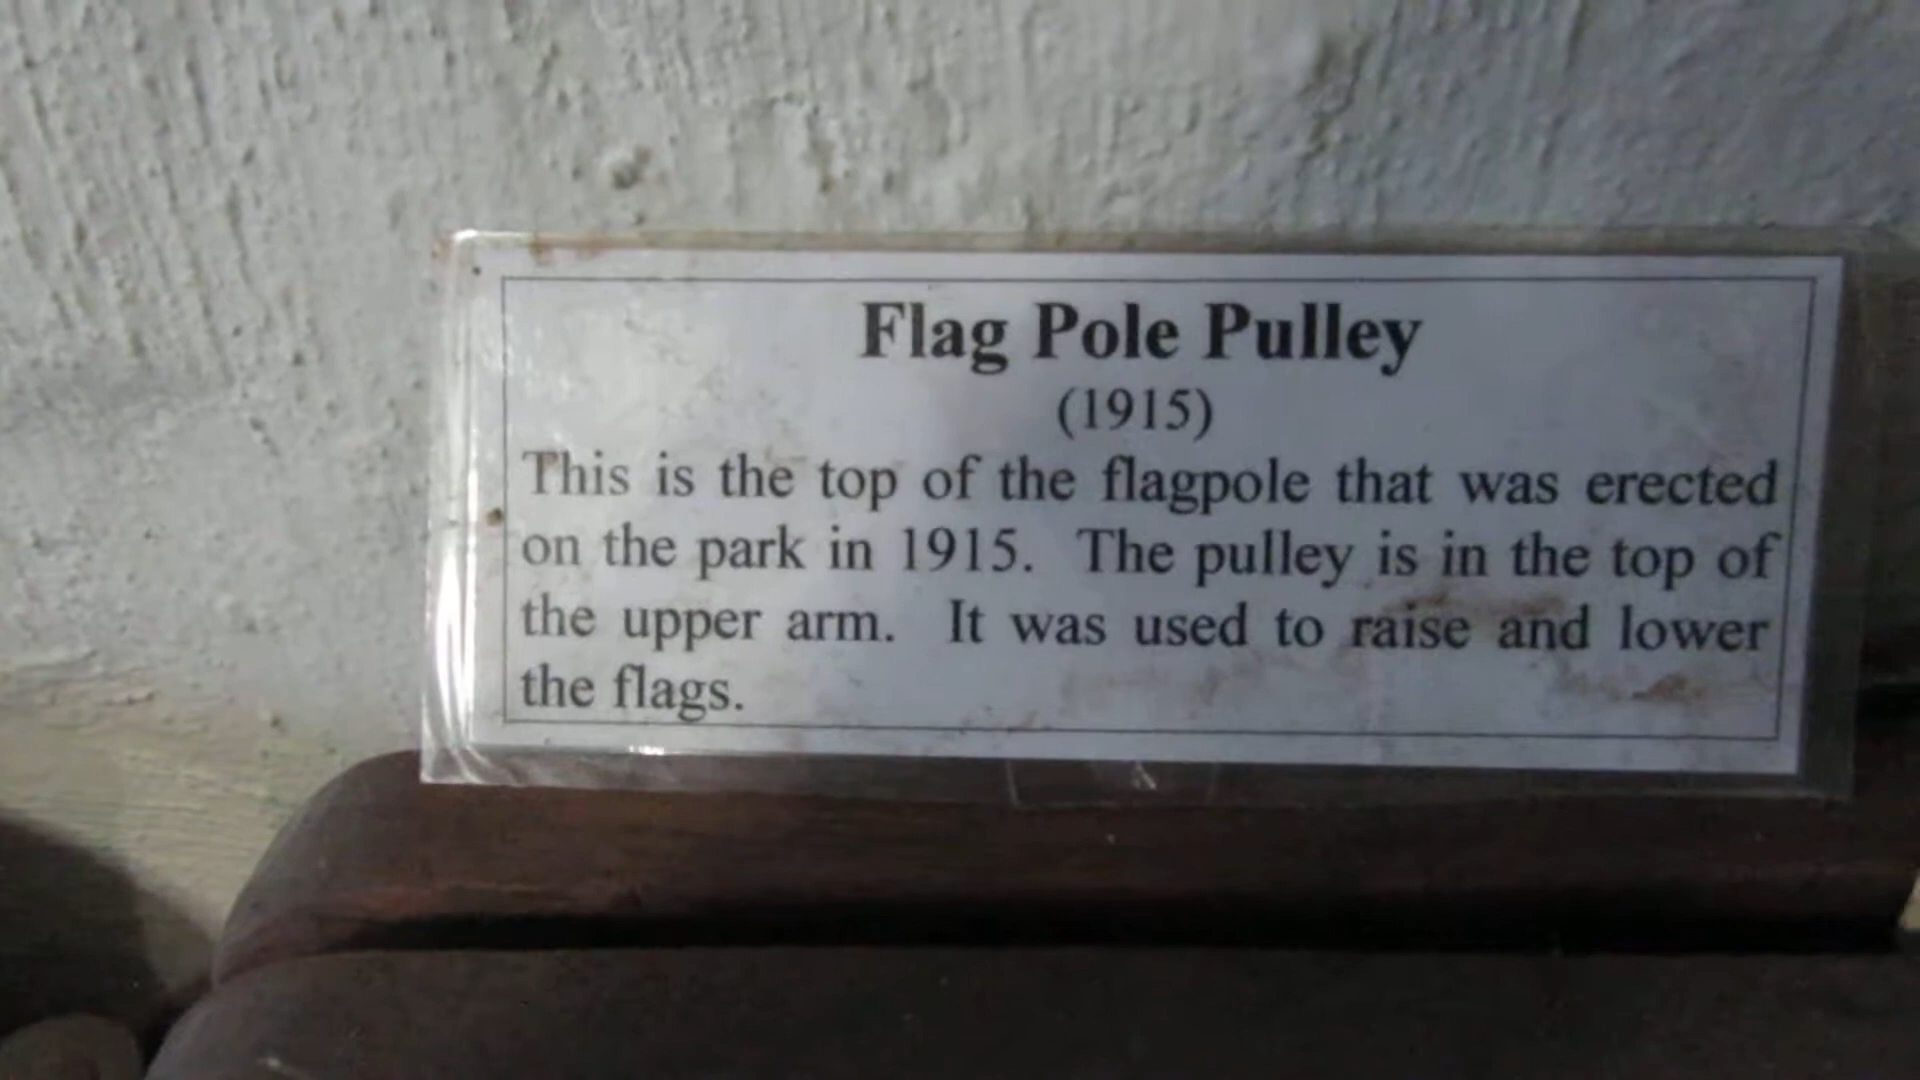 Flag Pole Pulley
(1915)
This is the top of the flagpole that was erected
on the park in 1915. The pulley is in the top of
the upper arm. It was used to raise and lower
the flags.